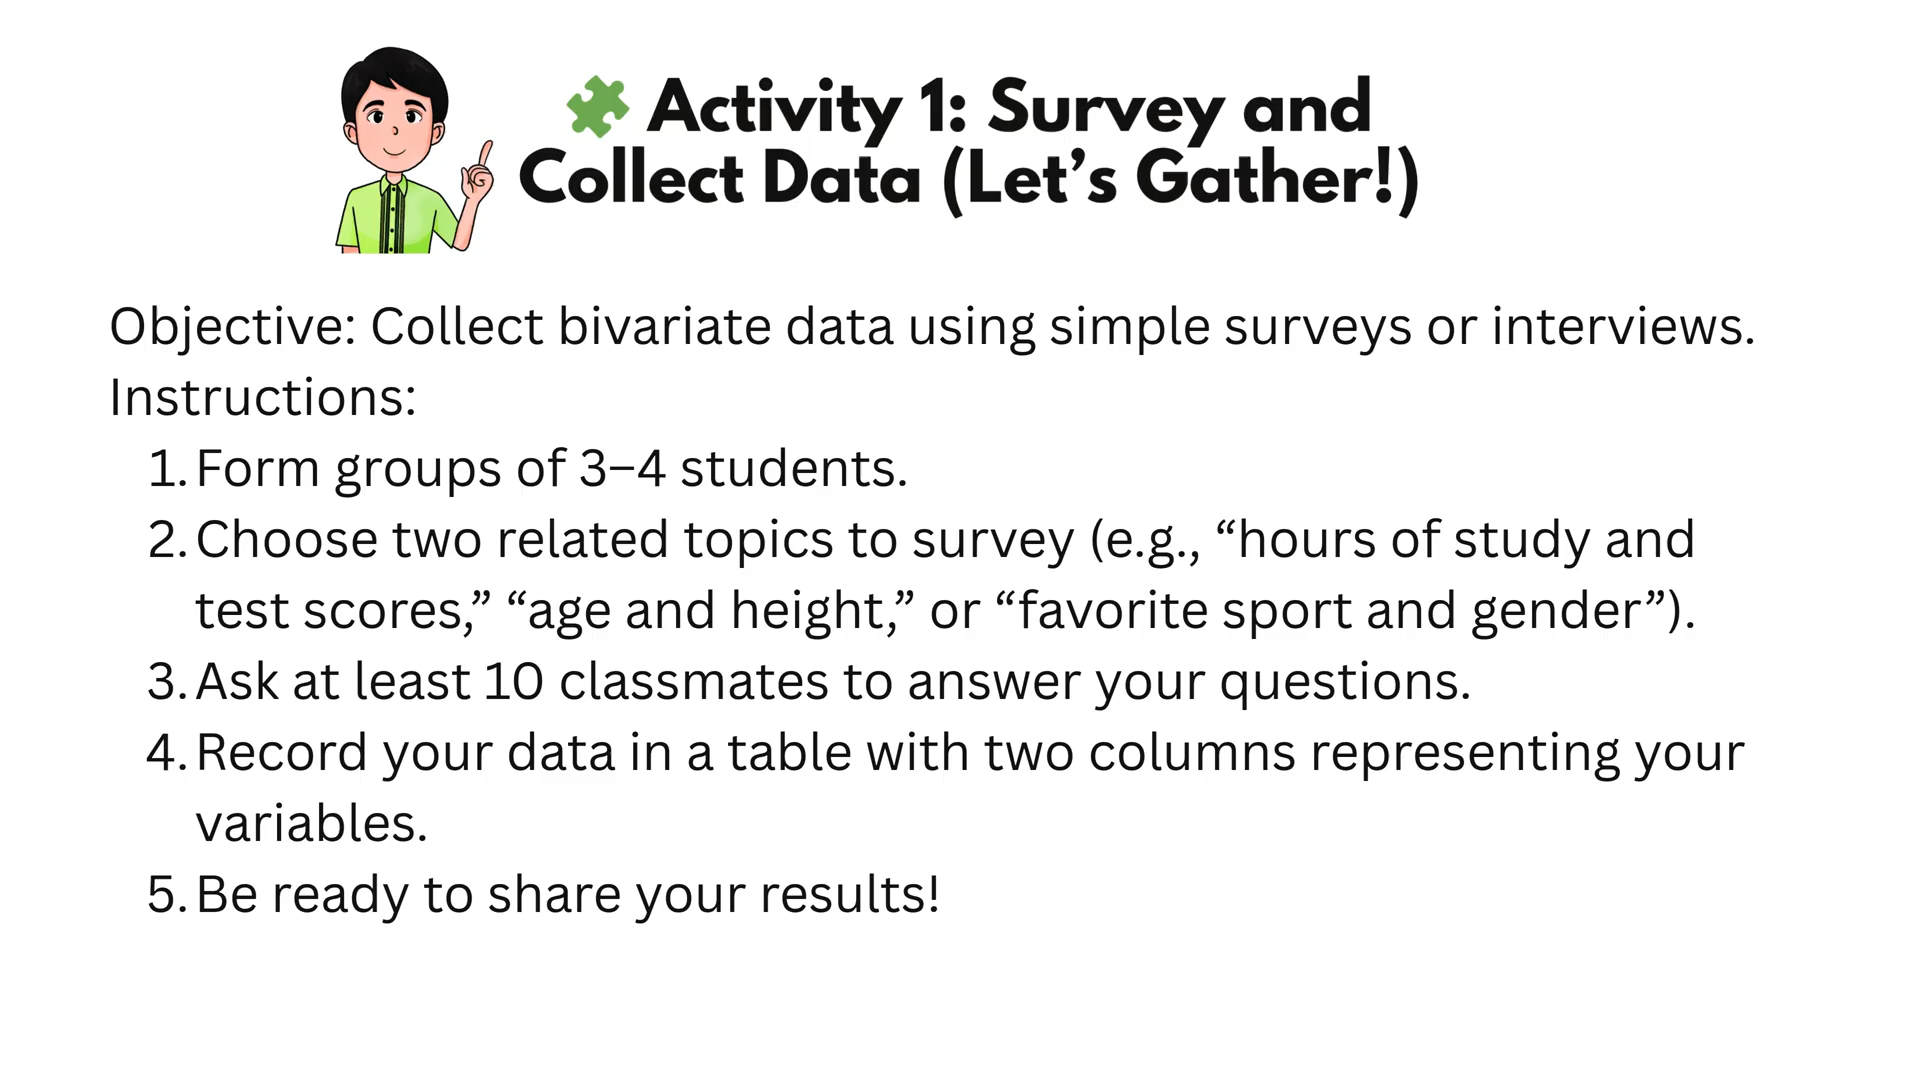 🧩 Activity 1: Survey and
Collect Data (Let’s Gather!)
Objective: Collect bivariate data using simple surveys or interviews.
Instructions:
1. Form groups of 3–4 students.
2. Choose two related topics to survey (e.g., “hours of study and
test scores,” “age and height,” or “favorite sport and gender”).
3. Ask at least 10 classmates to answer your questions.
4. Record your data in a table with two columns representing your
variables.
5. Be ready to share your results!